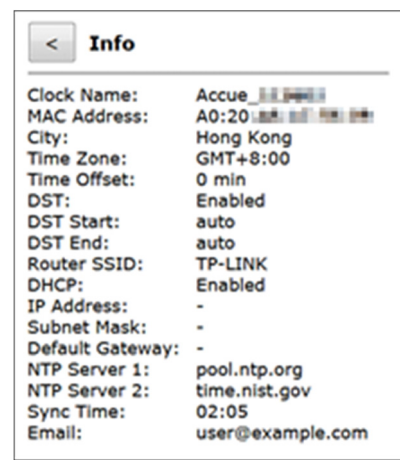 < Info
Clock Name: Accue_
MAC Address: A0:20
City: Hong Kong
Time Zone: GMT+8:00
Time Offset: 0 min
DST: Enabled
DST Start: auto
DST End: auto
Router SSID: TP-LINK
DHCP: Enabled
IP Address: -
Subnet Mask: -
Default Gateway: -
NTP Server 1: pool.ntp.org
NTP Server 2: time.nist.gov
Sync Time: 02:05
Email: user@example.com